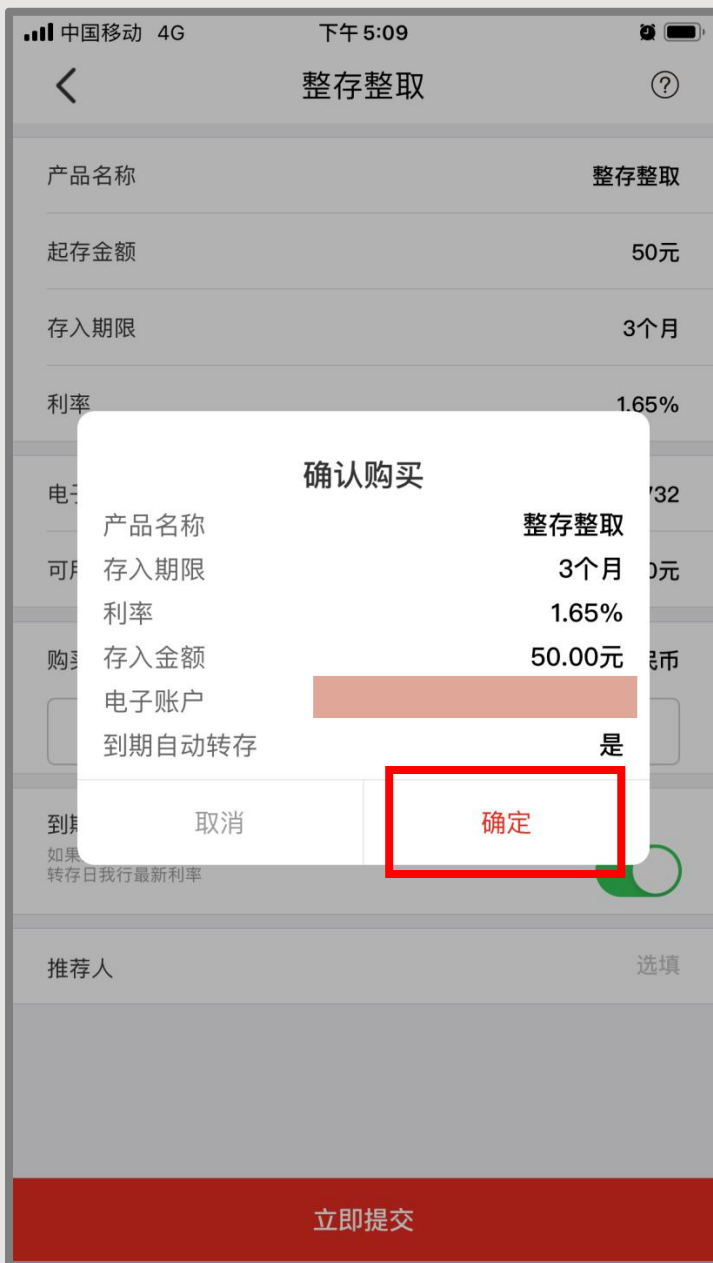 中国移动 4G 下午5:09
整存整取
产品名称 整存整取
起存金额 50元
存入期限 3个月
利率 1.65%
确认购买
产品名称 整存整取
存入期限 3个月
利率 1.65%
存入金额 50.00元
电子账户
到期自动转存 是
取消 确定
转存日我行最新利率
推荐人 选填
立即提交